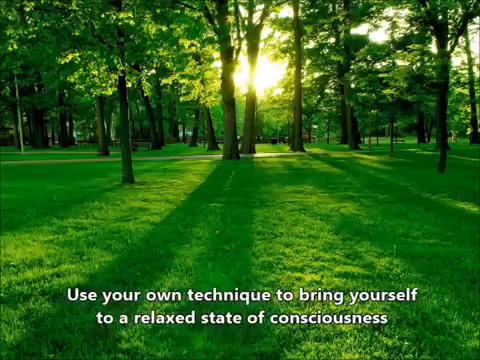 Use your own technique to bring yourself
to a relaxed state of consciousness